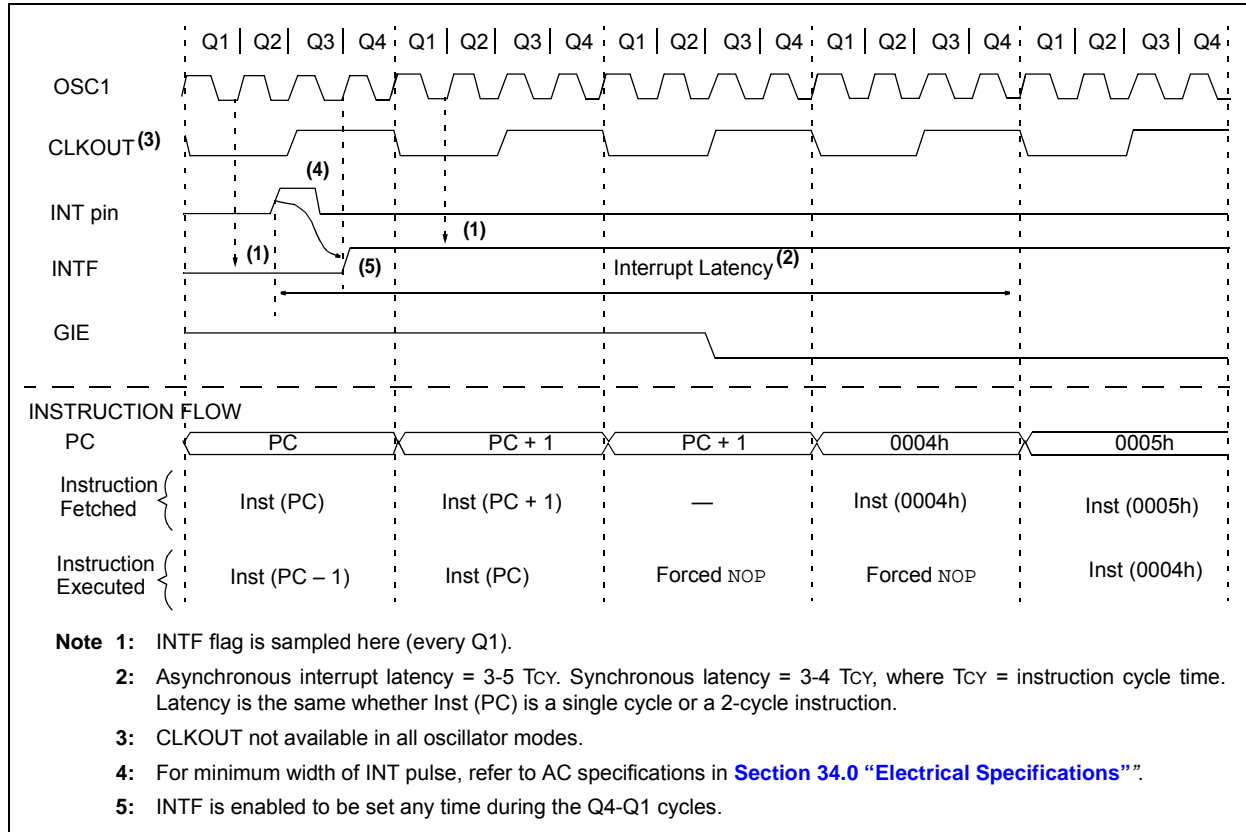 Q1 Q2 Q3 Q4 Q1 Q2 Q3 Q4 Q1 Q2 Q3 Q4 Q1 Q2 Q3 Q4 Q1 Q2 Q3 Q4
OSC1
CLKOUT (3)
(4)
INT pin
(1)
(1)
INTF
(5)
Interrupt Latency (2)
GIE
INSTRUCTION FLOW
PC PC PC + 1 PC + 1 0004h 0005h
Instruction
Fetched
Inst (PC) Inst (PC + 1) — Inst (0004h) Inst (0005h)
Instruction
Executed
Inst (PC – 1) Inst (PC) Forced NOP Forced NOP Inst (0004h)
Note 1: INTF flag is sampled here (every Q1).
2: Asynchronous interrupt latency = 3-5 TCY. Synchronous latency = 3-4 TCY, where TCY = instruction cycle time.
Latency is the same whether Inst (PC) is a single cycle or a 2-cycle instruction.
3: CLKOUT not available in all oscillator modes.
4: For minimum width of INT pulse, refer to AC specifications in Section 34.0 “Electrical Specifications””.
5: INTF is enabled to be set any time during the Q4-Q1 cycles.